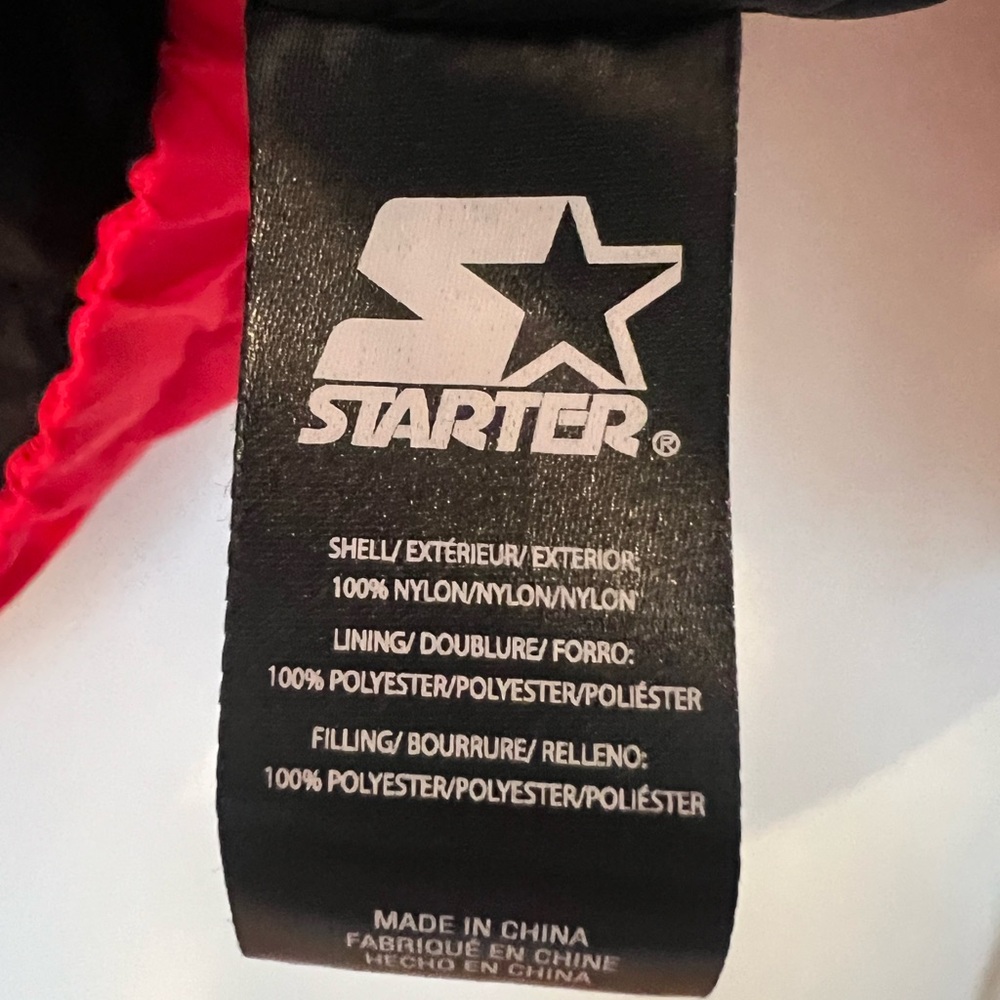 STARTER®
SHELL/ EXTÉRIEUR/ EXTERIOR:
100% NYLON/NYLON/NYLON
LINING/ DOUBLURE/ FORRO:
100% POLYESTER/POLYESTER/POLIÉSTER
FILLING/ BOURRURE/ RELLENO:
100% POLYESTER/POLYESTER/POLIÉSTER
MADE IN CHINA
FABRIQUÉ EN CHINE
HECHO EN CHINA